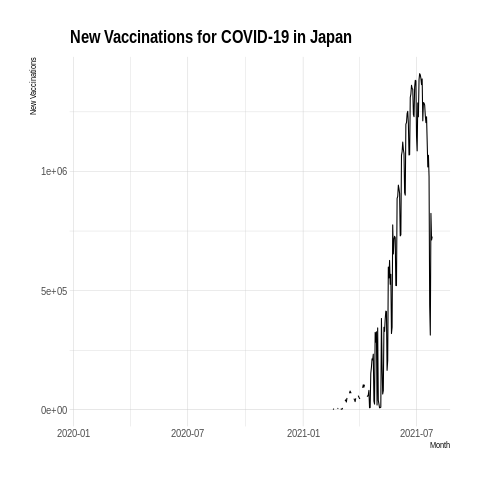 New Vaccinations for COVID-19 in Japan
New Vaccinations
1e+06
5e+05
0e+00
2020-01 2020-07 2021-01 2021-07
Month